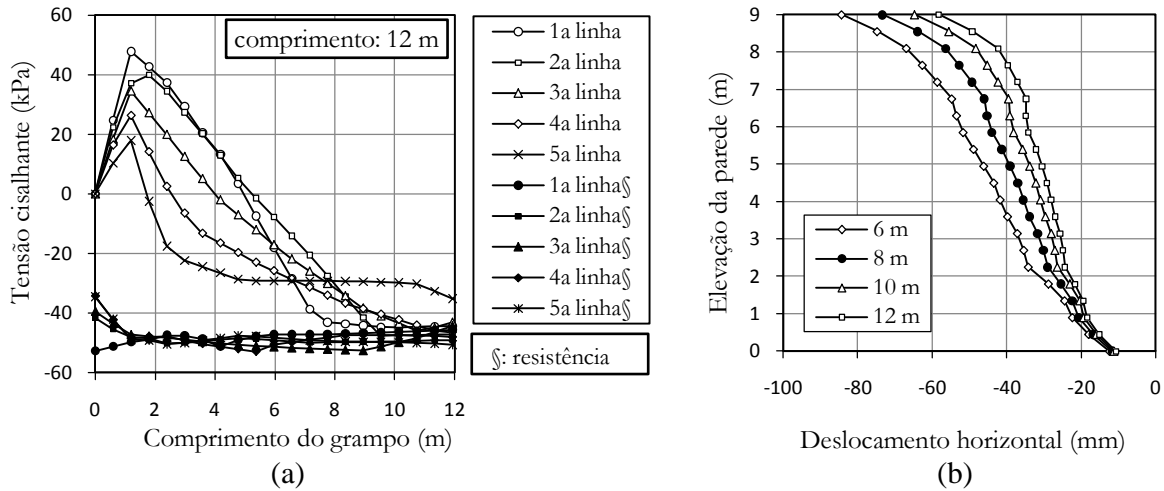 comprimento: 12 m
Tensão cisalhante (kPa)
60
40
20
0
-20
-40
-60
0 2 4 6 8 10 12
Comprimento do grampo (m)
1a linha
2a linha
3a linha
4a linha
5a linha
1a linha§
2a linha§
3a linha§
4a linha§
5a linha§
§: resistência
(a)
Elevação da parede (m)
9
8
7
6
5
4
3
2
1
0
6 m
8 m
10 m
12 m
-100 -80 -60 -40 -20 0
Deslocamento horizontal (mm)
(b)